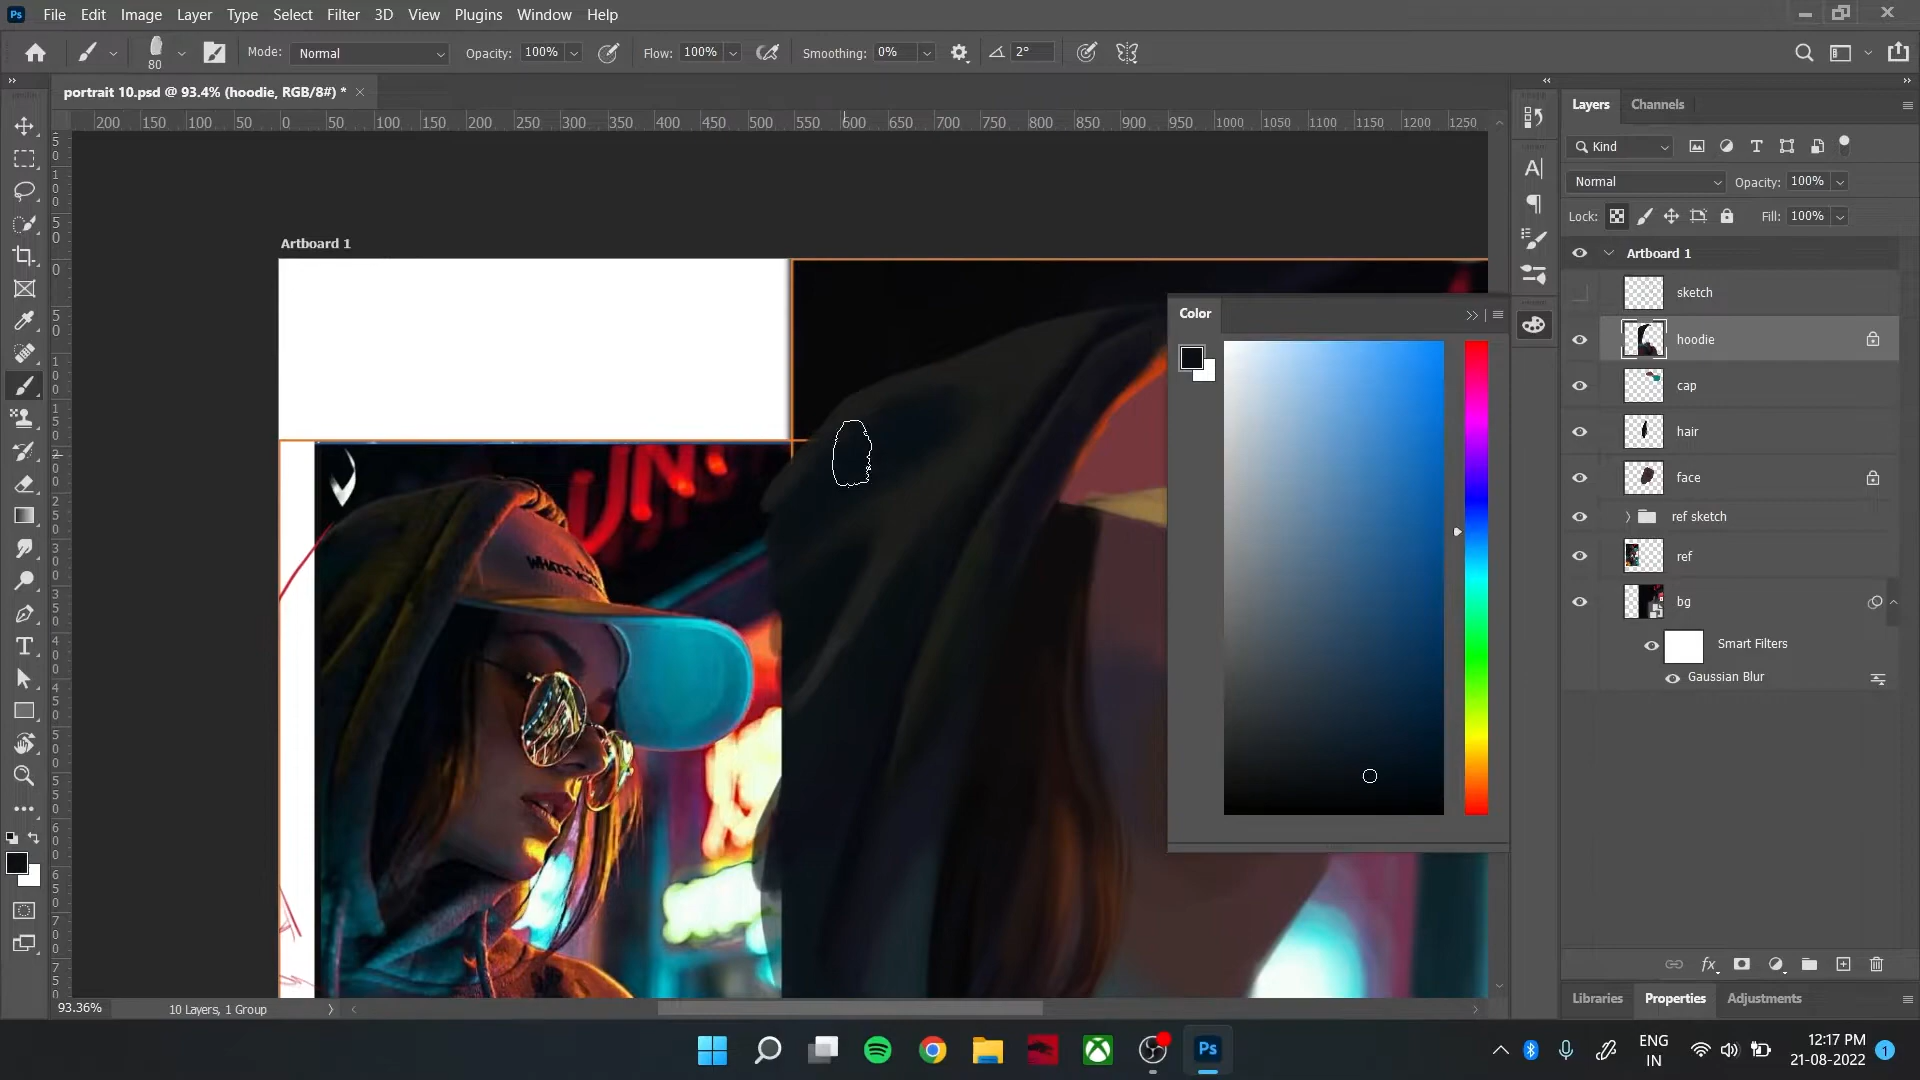 Ps File Edit Image Layer Type Select Filter 3D View Plugins Window Help
80 Mode: Normal Opacity: 100% Flow: 100% Smoothing: 0% 2°
portrait 10.psd @ 93.4% (hoodie, RGB/8#) *
200 150 100 50 0 50 100 150 200 250 300 350 400 450 500 550 600 650 700 750 800 850 900 950 1000 1050 1100 1150 1200 1250
Artboard 1
WHATS
Color
Layers Channels
Kind
Normal Opacity: 100%
Lock: Fill: 100%
Artboard 1
sketch
hoodie
cap
hair
face
ref sketch
ref
bg
Smart Filters
Gaussian Blur
Libraries Properties Adjustments
93.36% 10 Layers, 1 Group
Ps
ENG
IN
12:17 PM
21-08-2022
1